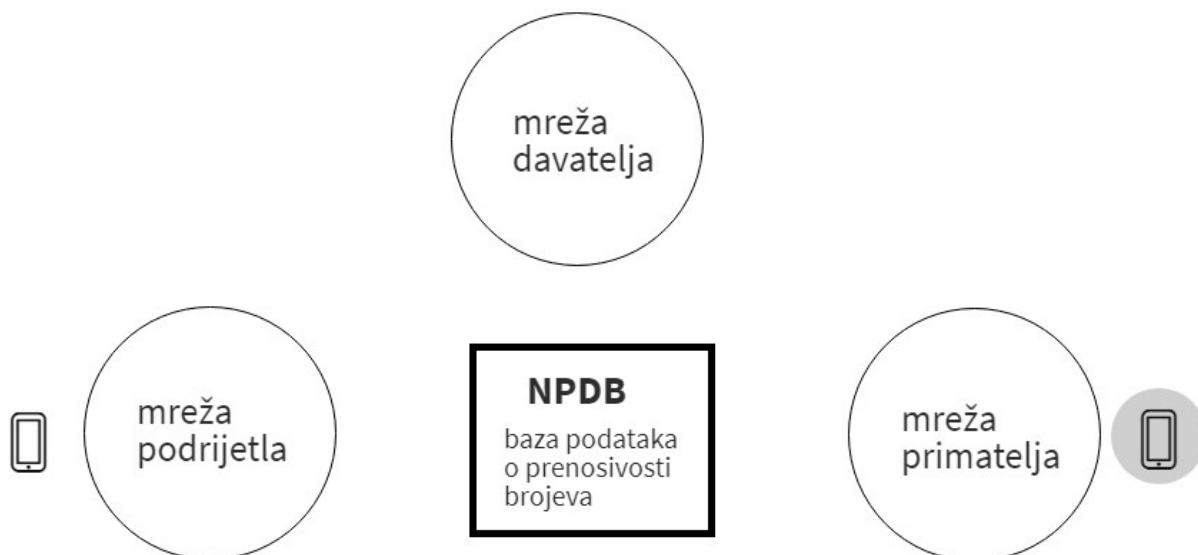 mreža
davatelja
mreža
podrijetla
NPDB
baza podataka
o prenosivosti
brojeva
mreža
primatelja